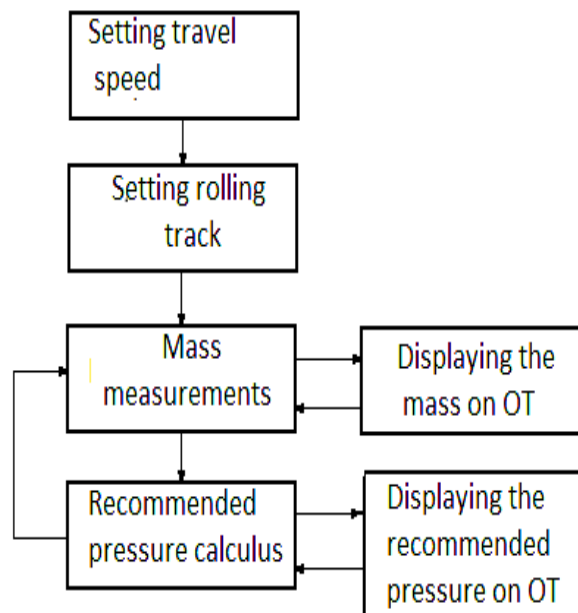 Setting travel
speed
Setting rolling
track
Mass
measurements
Displaying the
mass on OT
Recommended
pressure calculus
Displaying the
recommended
pressure on OT